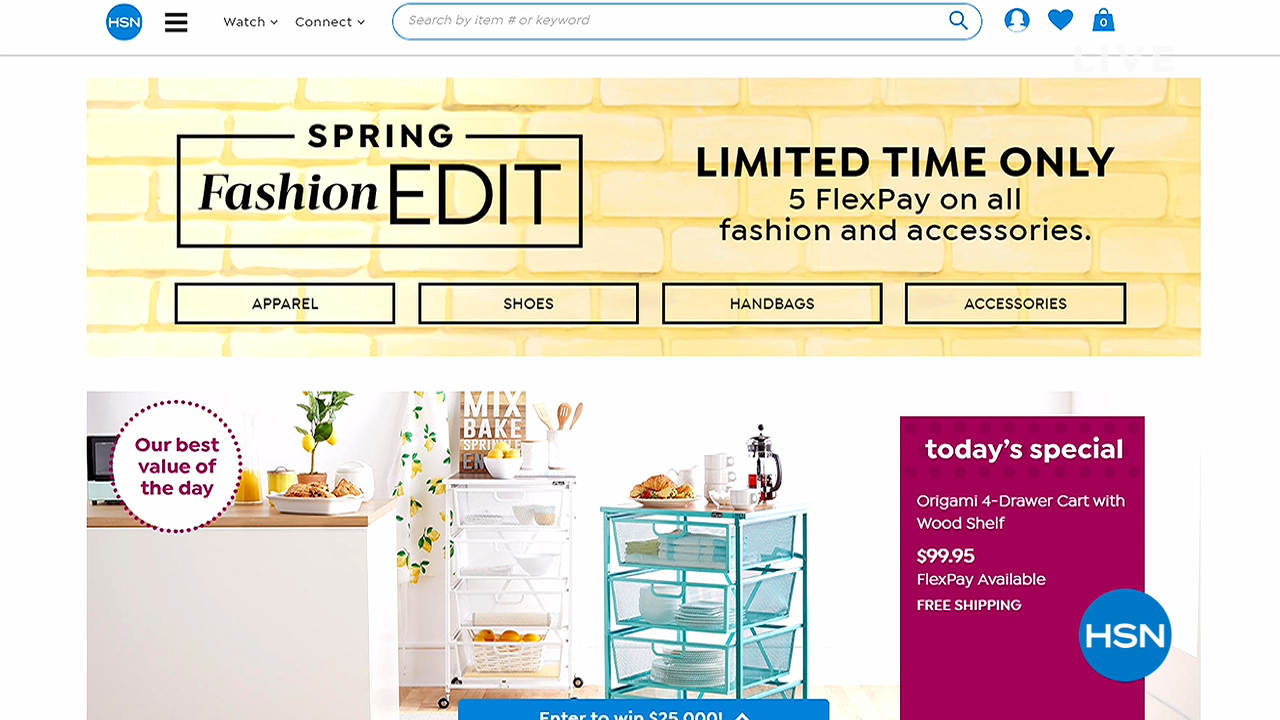 HSN
Watch
Connect
Search by item # or keyword
0
LIVE
SPRING
Fashion EDIT
LIMITED TIME ONLY
5 FlexPay on all
fashion and accessories.
APPAREL
SHOES
HANDBAGS
ACCESSORIES
Our best
value of
the day
MIX
BAKE
SPRINKLE
today's special
Origami 4-Drawer Cart with
Wood Shelf
$99.95
FlexPay Available
FREE SHIPPING
HSN
Enter to win $25,000!